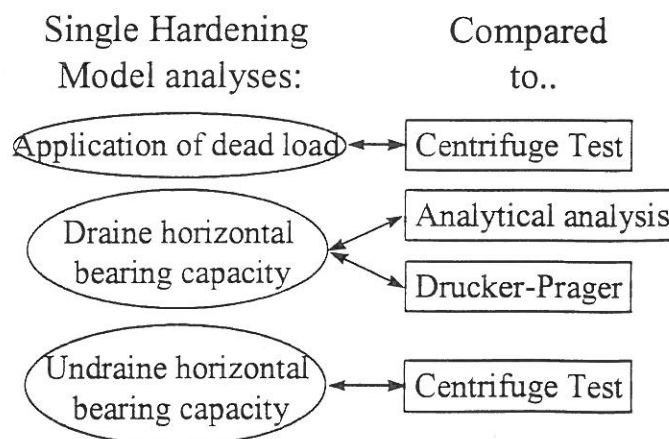 Single Hardening
Model analyses:
Compared
to..
Application of dead load
Centrifuge Test
Draine horizontal
bearing capacity
Analytical analysis
Drucker-Prager
Undraine horizontal
bearing capacity
Centrifuge Test